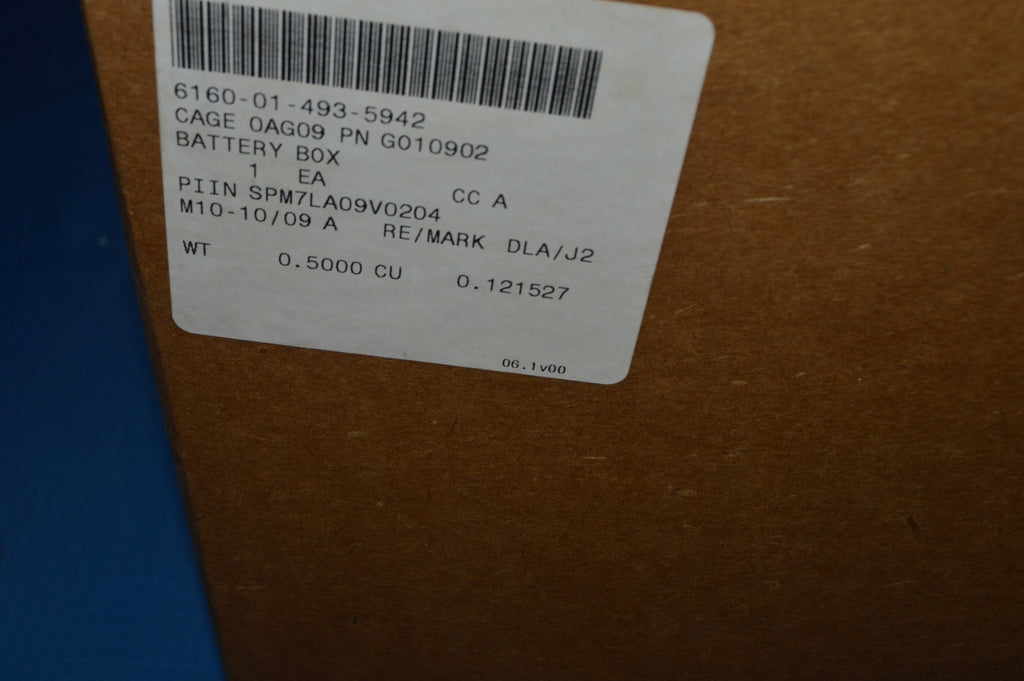 6160-01-493-5942
CAGE 0AG09 PN G010902
BATTERY BOX
1 EA CC A
PIIN SPM7LA09V0204
M10-10/09 A RE/MARK DLA/J2
WT 0.5000 CU 0.121527
06.1v00